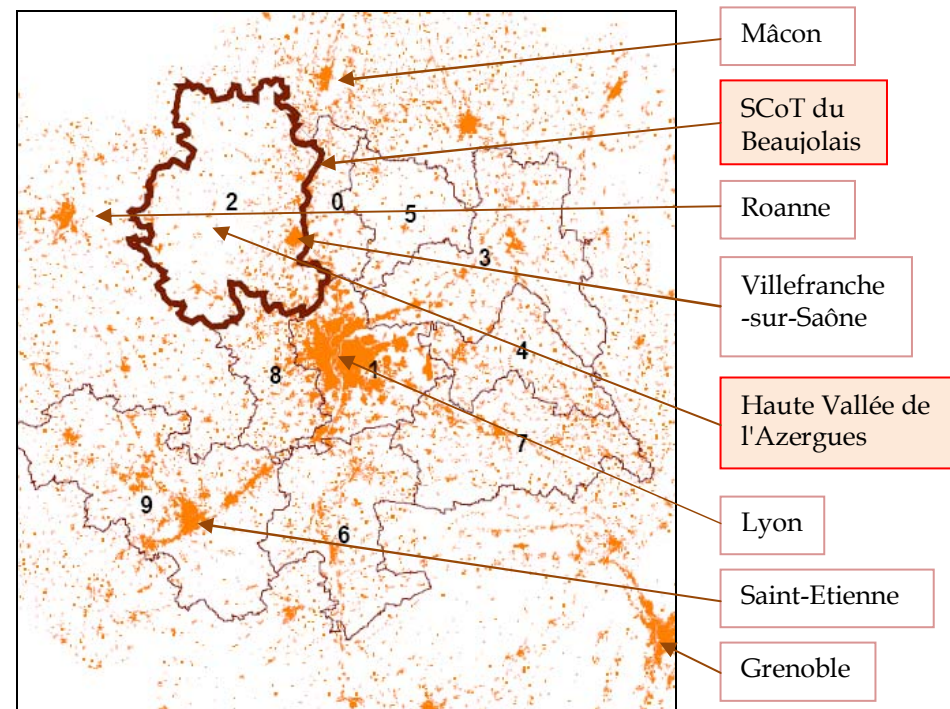 Mâcon
SCoT du
Beaujolais
Roanne
Villefranche
-sur-Saône
Haute Vallée de
l'Azergues
Lyon
Saint-Etienne
Grenoble
2
0
5
3
4
8
1
7
9
6